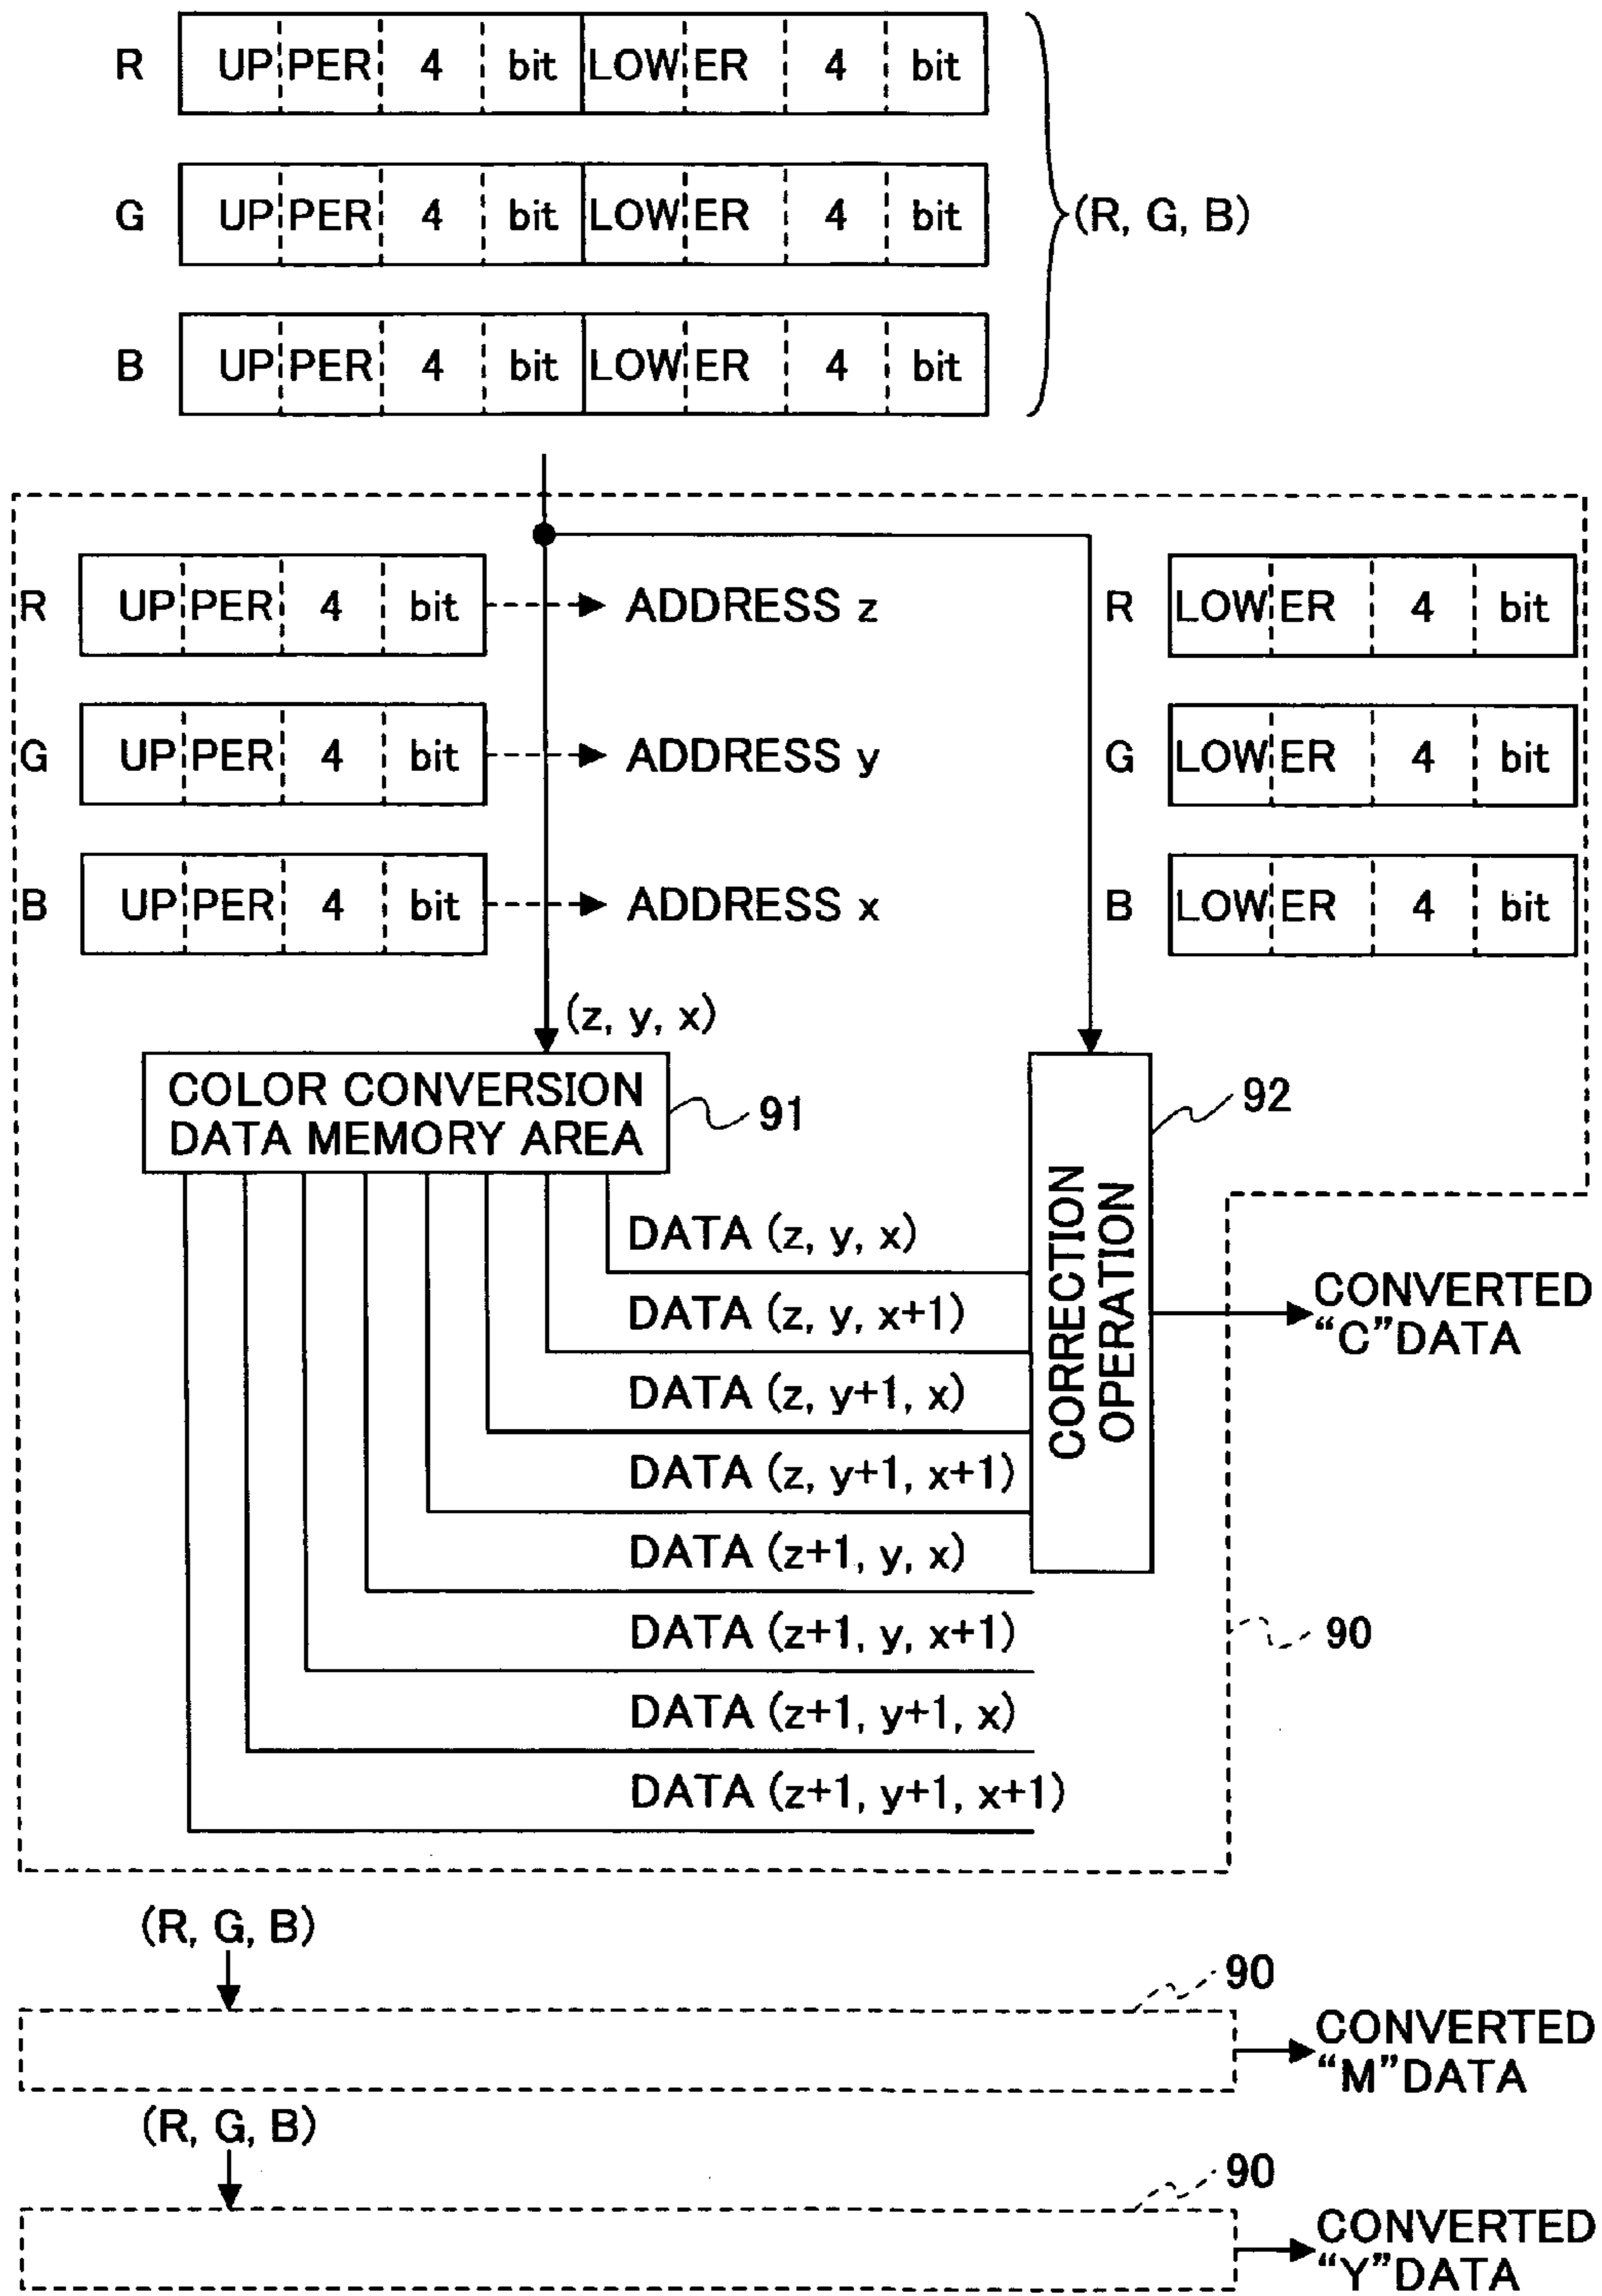 R UPPER 4 bit LOWER 4 bit
G UPPER 4 bit LOWER 4 bit
(R, G, B)
B UPPER 4 bit LOWER 4 bit
R UPPER 4 bit ADDRESS z R LOWER 4 bit
G UPPER 4 bit ADDRESS y G LOWER 4 bit
B UPPER 4 bit ADDRESS x B LOWER 4 bit
(z, y, x)
COLOR CONVERSION
DATA MEMORY AREA
91
92
CORRECTION
OPERATION
DATA (z, y, x)
DATA (z, y, x+1)
DATA (z, y+1, x)
DATA (z, y+1, x+1)
DATA (z+1, y, x)
DATA (z+1, y, x+1)
DATA (z+1, y+1, x)
DATA (z+1, y+1, x+1)
CONVERTED
“C”DATA
90
(R, G, B)
90
CONVERTED
“M”DATA
(R, G, B)
90
CONVERTED
“Y”DATA